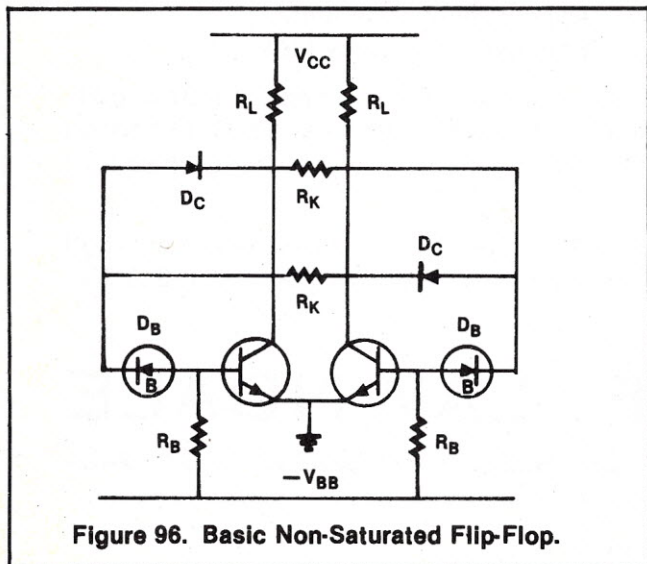 VCC
RL RL
DC RK
RK DC
DB DB
B B
RB RB
–VBB
Figure 96. Basic Non-Saturated Flip-Flop.